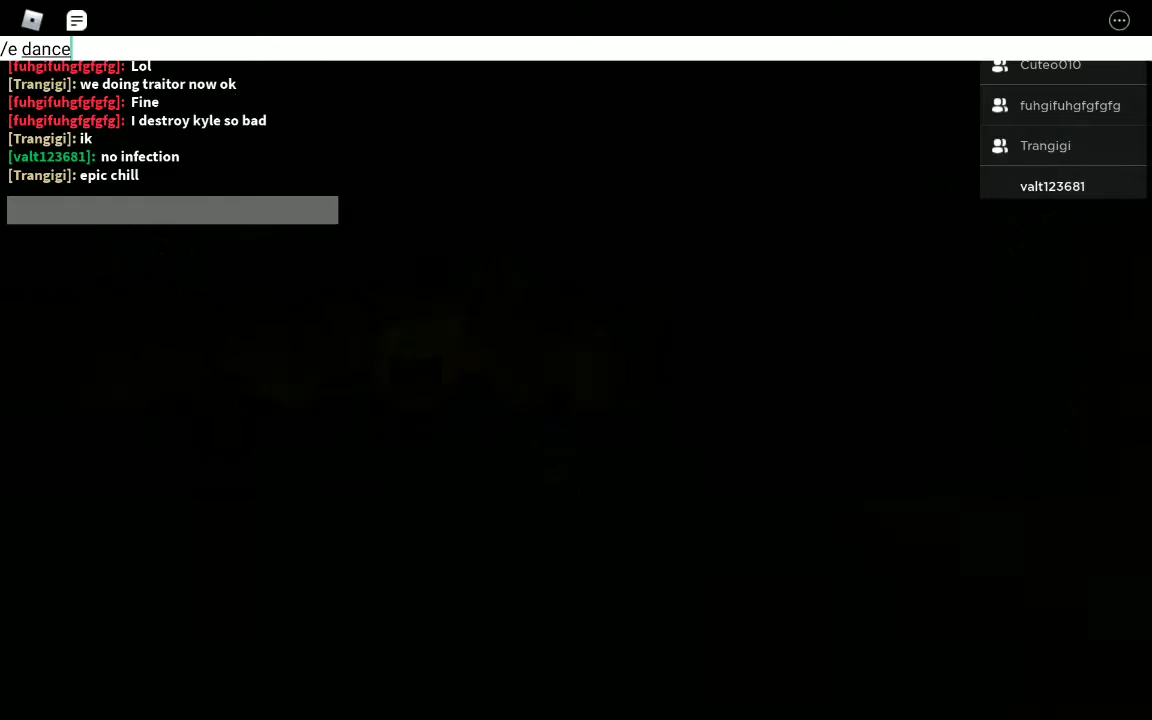 /e dance
[fuhgifuhgfgfgfg]: Lol
[Trangigi]: we doing traitor now ok
[fuhgifuhgfgfgfg]: Fine
[fuhgifuhgfgfgfg]: I destroy kyle so bad
[Trangigi]: ik
[valt123681]: no infection
[Trangigi]: epic chill
Cuteo010
fuhgifuhgfgfgfg
Trangigi
valt123681